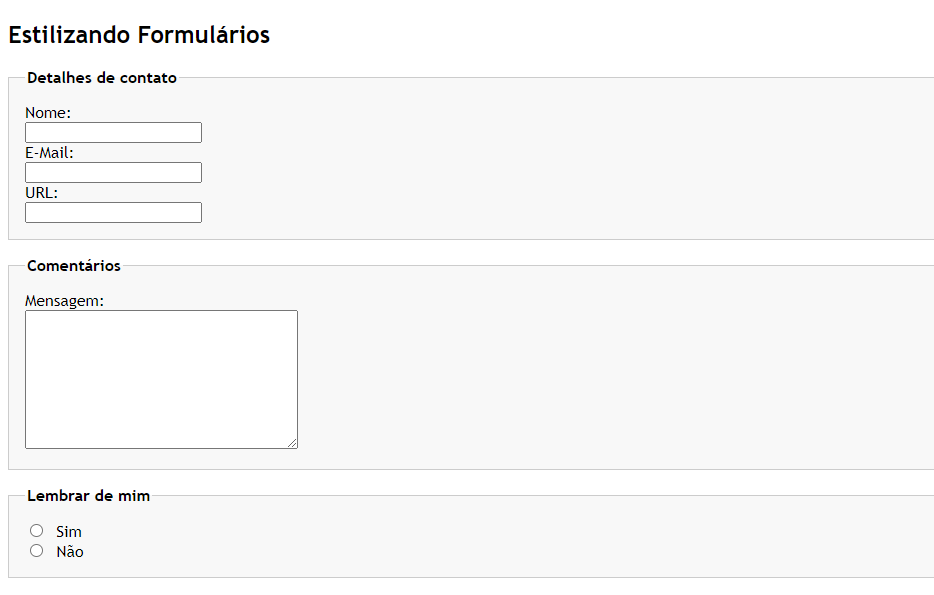 Estilizando Formulários
Detalhes de contato
Nome:
E-Mail:
URL:
Comentários
Mensagem:
Lembrar de mim
Sim
Não